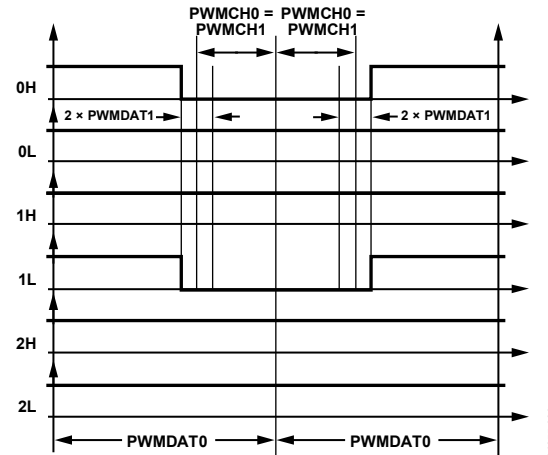 PWMCH0 = PWMCH0 =
PWMCH1 PWMCH1
0H
2 × PWMDAT1 2 × PWMDAT1
0L
1H
1L
2H
2L
PWMDAT0 PWMDAT0